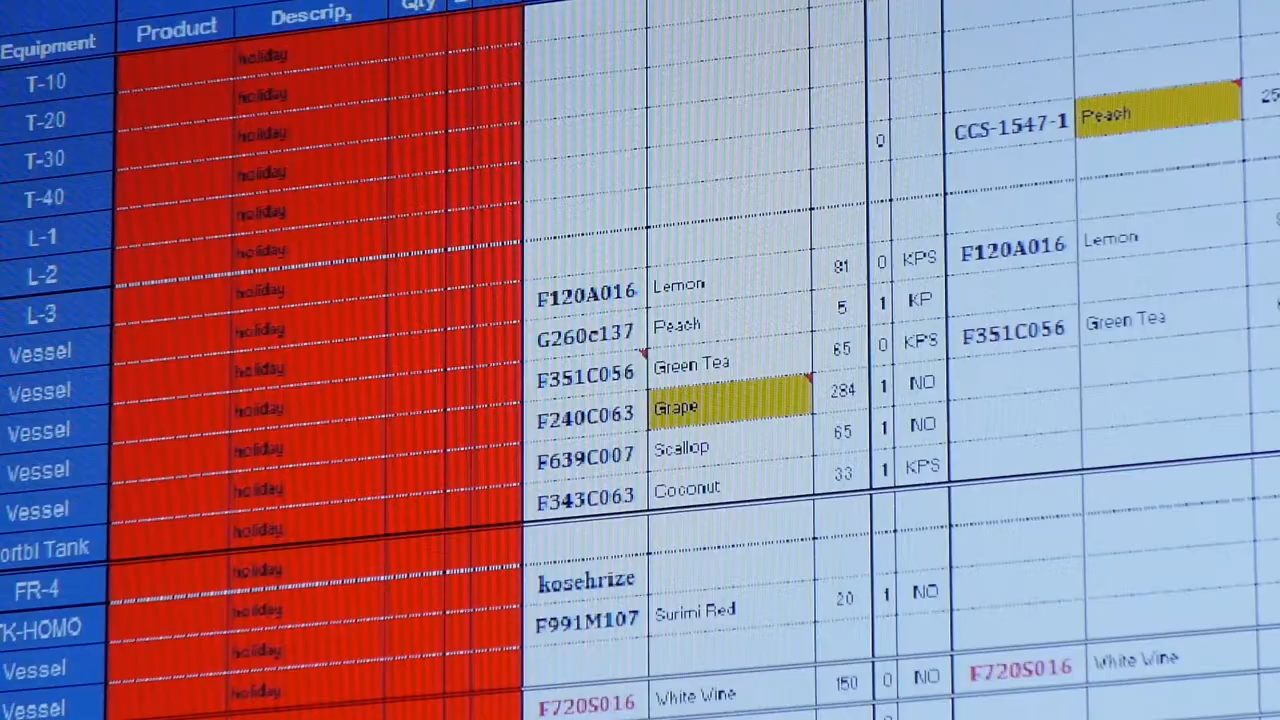 Equipment Product Descrip, Qty
T-10 holiday
T-20 holiday
T-30 holiday 0 CCS-1547-1 Peach
T-40 holiday
L-1 holiday
L-2 holiday
L-3 holiday F120A016 Lemon 81 0 KPS F120A016 Lemon
Vessel holiday G260c137 Peach 5 1 KP
Vessel holiday F351C056 Green Tea 65 0 KPS F351C056 Green Tea
Vessel holiday F240C063 Grape 284 1 NO
Vessel holiday F639C007 Scallop 65 1 NO
Vessel holiday F343C063 Coconut 33 1 KPS
ortbl Tank holiday
FR-4 holiday kosehrize
K-HOMO holiday F991M107 Surimi Red 20 1 NO
Vessel holiday
Vessel holiday F720S016 White Wine 150 0 NO F720S016 White Wine